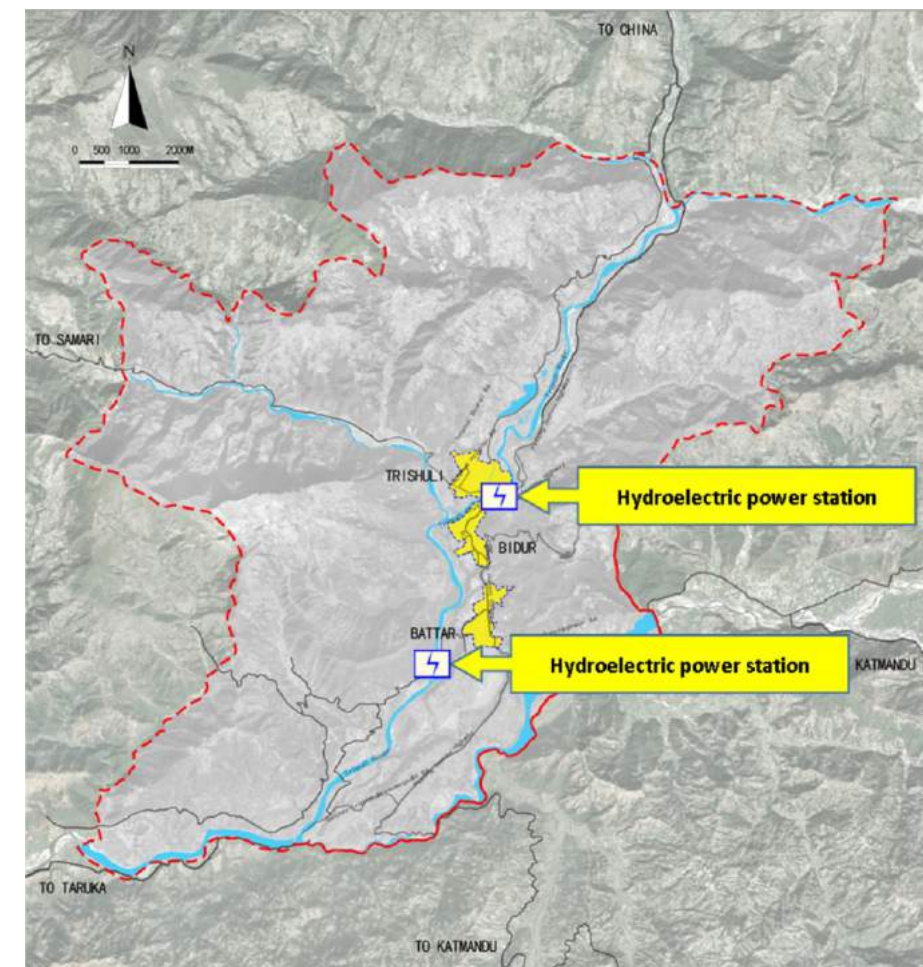 TO CHINA
N
0 500 1000 2000M
TO SAMARI
TRISHULI
Hydroelectric power station
BIDUR
BATTAR
Hydroelectric power station
KATMANDU
TO TARUKA
TO KATMANDU